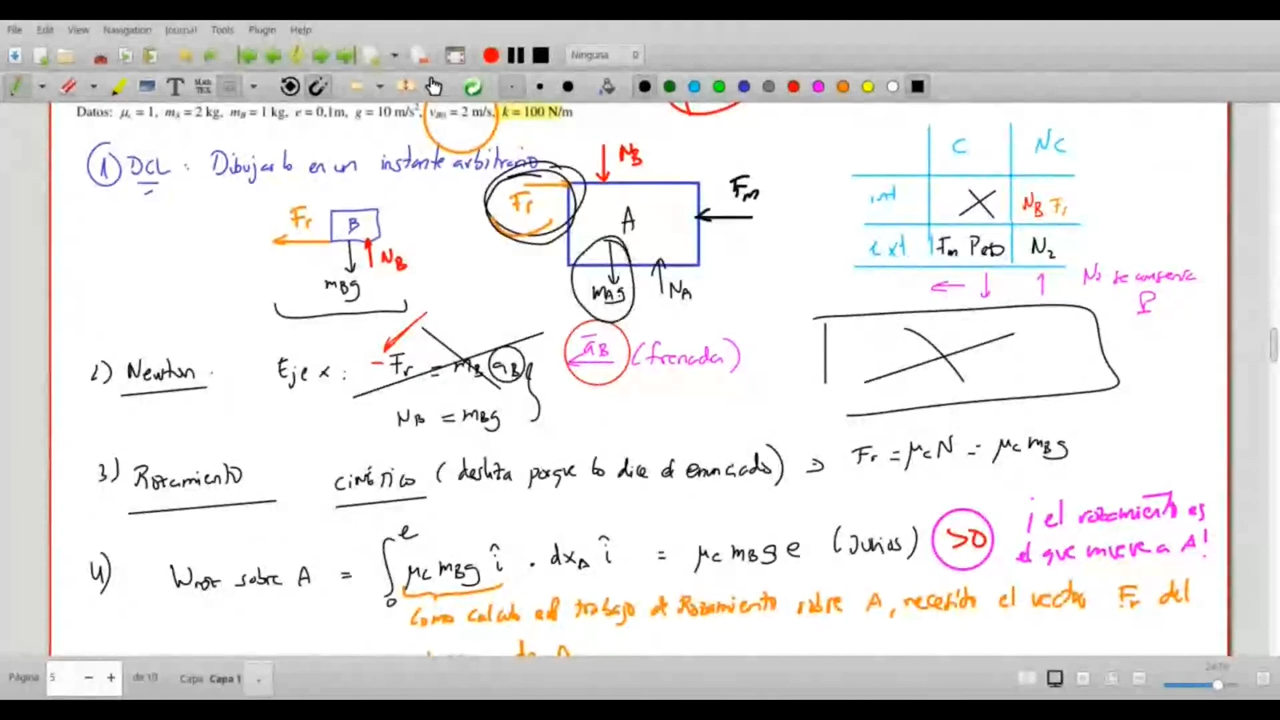 File Edit View Navigation Journal Tools Plugin Help
Ninguna 0
Datos: μc = 1, mA = 2 kg, mB = 1 kg, e = 0,1m, g = 10 m/s², vB0 = 2 m/s, k = 100 N/m
1) DCL : Dibujarlo en un instante arbitrario
NB
C NC
Fr B
Fr A Fm
int NB Fr
NB
ext Fm Peso N2
mBg
mAg NA
N2 se conserva P
2) Newton. Eje x: -Fr = mB aB
aB (frenada)
NB = mBg
3) Rozamiento cinético (desliza porque lo dice el enunciado) => Fr = μcN = μc mBg
4) Wroz sobre A = ∫0e μc mBg î · dxA î = μc mBg e (Julios) >0
¡ el rozamiento es
el que mueve a A!
Como calculo el trabajo de Rozamiento sobre A, necesito el vector Fr del
Página 5 de 10 Capa Capa 1